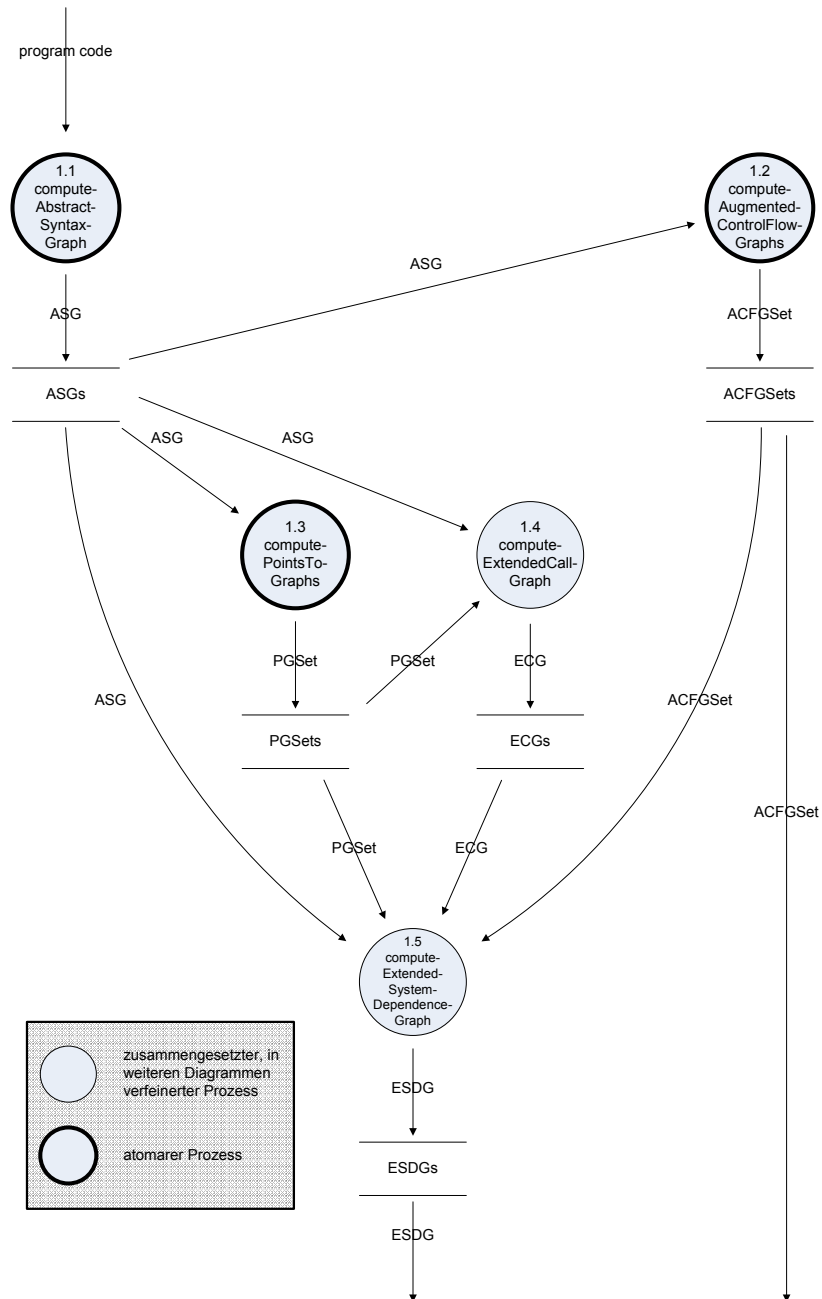 program code
1.1
compute-
Abstract-
Syntax-
Graph
1.2
compute-
Augmented-
ControlFlow-
Graphs
ASG
ASG
ACFGSet
ASGs
ACFGSets
ASG
ASG
1.3
compute-
PointsTo-
Graphs
1.4
compute-
ExtendedCall-
Graph
PGSet
PGSet
ECG
ASG
ACFGSet
PGSets
ECGs
ACFGSet
PGSet
ECG
1.5
compute-
Extended-
System-
Dependence-
Graph
zusammengesetzter, in
weiteren Diagrammen
verfeinerter Prozess
atomarer Prozess
ESDG
ESDGs
ESDG